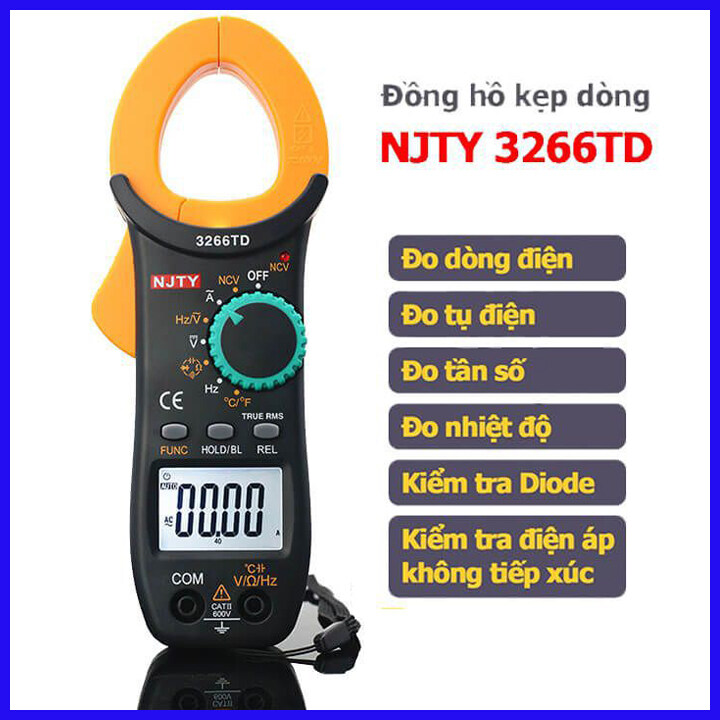 Đồng hồ kẹp dòng
NJTY 3266TD
Đo dòng điện
Đo tụ điện
Đo tần số
Đo nhiệt độ
Kiểm tra Diode
Kiểm tra điện áp
không tiếp xúc
3266TD
NJTY
NCV
OFF
NCV
A
Hz/V
V
Ω
Hz
°C/°F
CE
TRUE RMS
FUNC
HOLD/BL
REL
AUTO
AC
00.00
A
40
COM
°C
V/Ω/Hz
CATII
600V